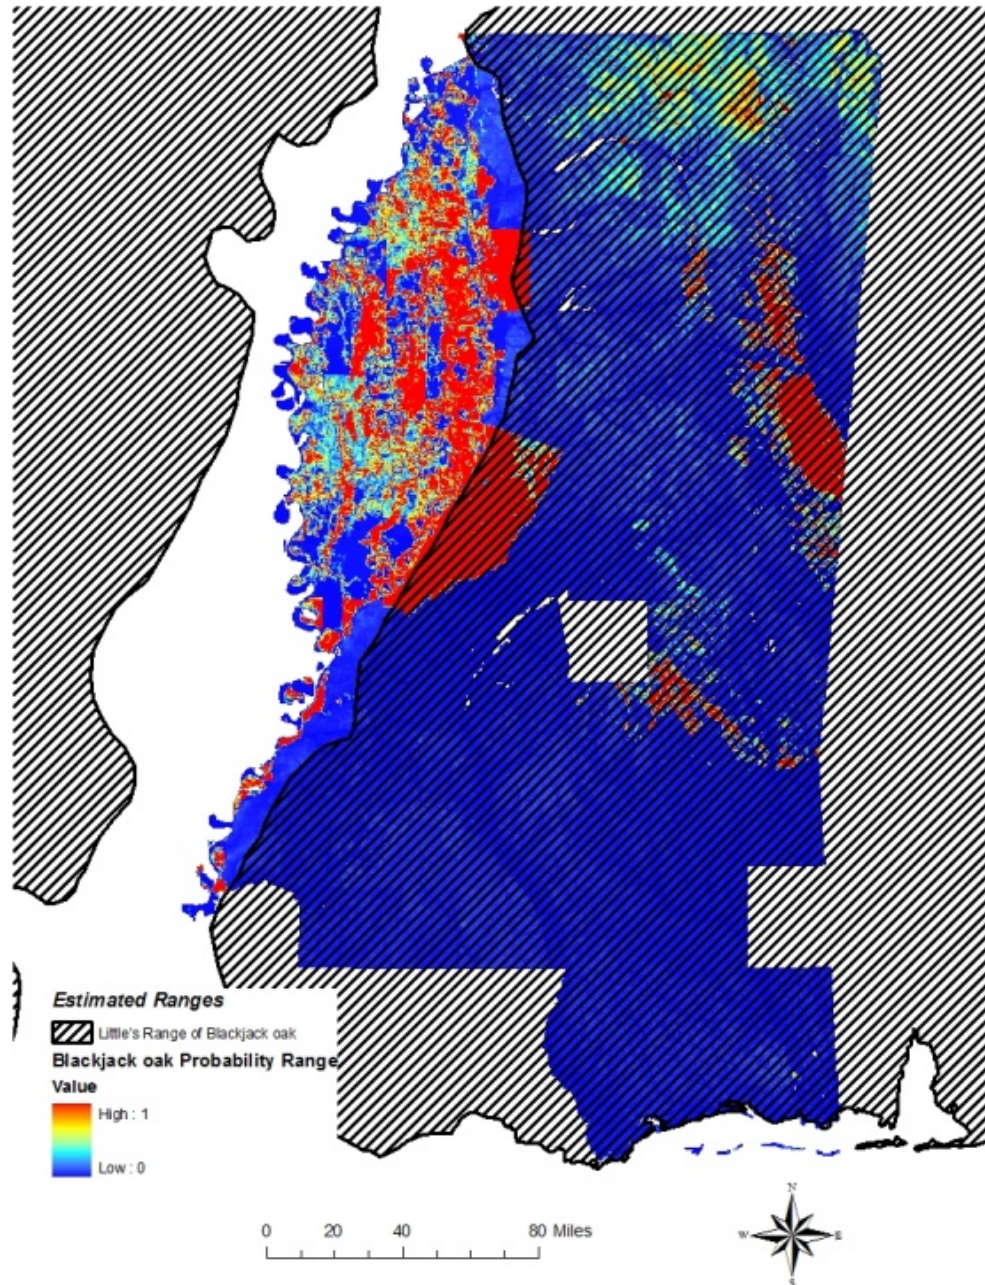 Estimated Ranges
Little's Range of Blackjack oak
Blackjack oak Probability Range
Value
High : 1
Low : 0
0 20 40 80 Miles
N
W E
S